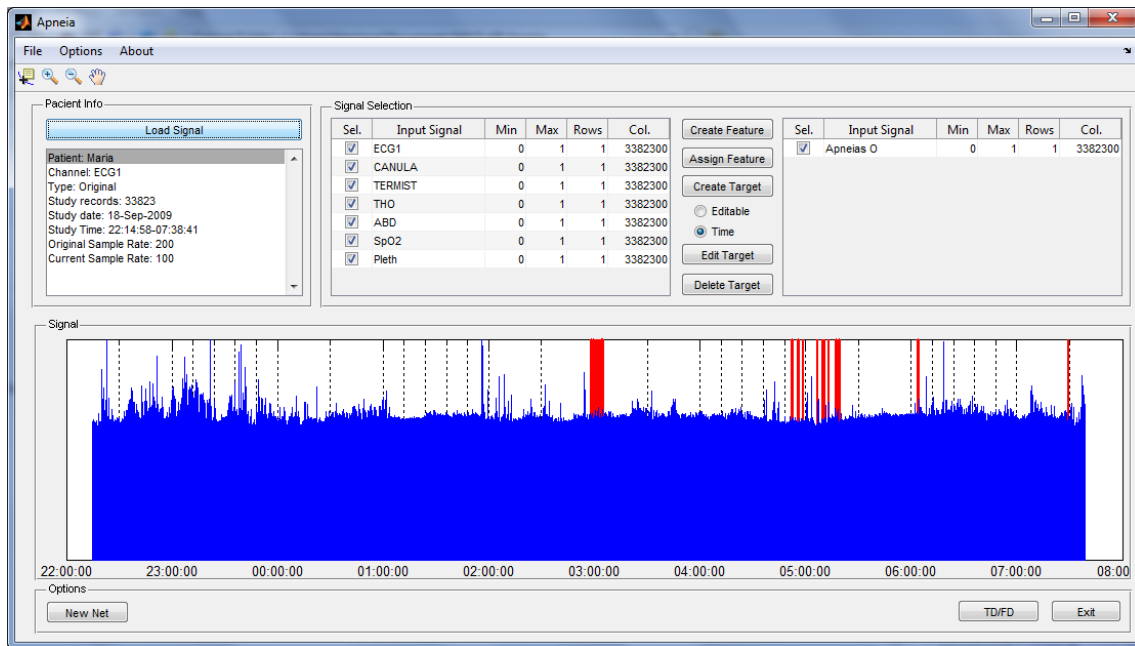 Apneia
File Options About
Pacient Info
Load Signal
Patient: Maria
Channel: ECG1
Type: Original
Study records: 33823
Study date: 18-Sep-2009
Study Time: 22:14:58-07:38:41
Original Sample Rate: 200
Current Sample Rate: 100
Signal Selection
Sel. Input Signal Min Max Rows Col.
ECG1 0 1 1 3382300
CANULA 0 1 1 3382300
TERMIST 0 1 1 3382300
THO 0 1 1 3382300
ABD 0 1 1 3382300
SpO2 0 1 1 3382300
Pleth 0 1 1 3382300
Create Feature
Assign Feature
Create Target
Editable
Time
Edit Target
Delete Target
Sel. Input Signal Min Max Rows Col.
Apneias O 0 1 1 3382300
Signal
22:00:00 23:00:00 00:00:00 01:00:00 02:00:00 03:00:00 04:00:00 05:00:00 06:00:00 07:00:00 08:00
Options
New Net
TD/FD
Exit